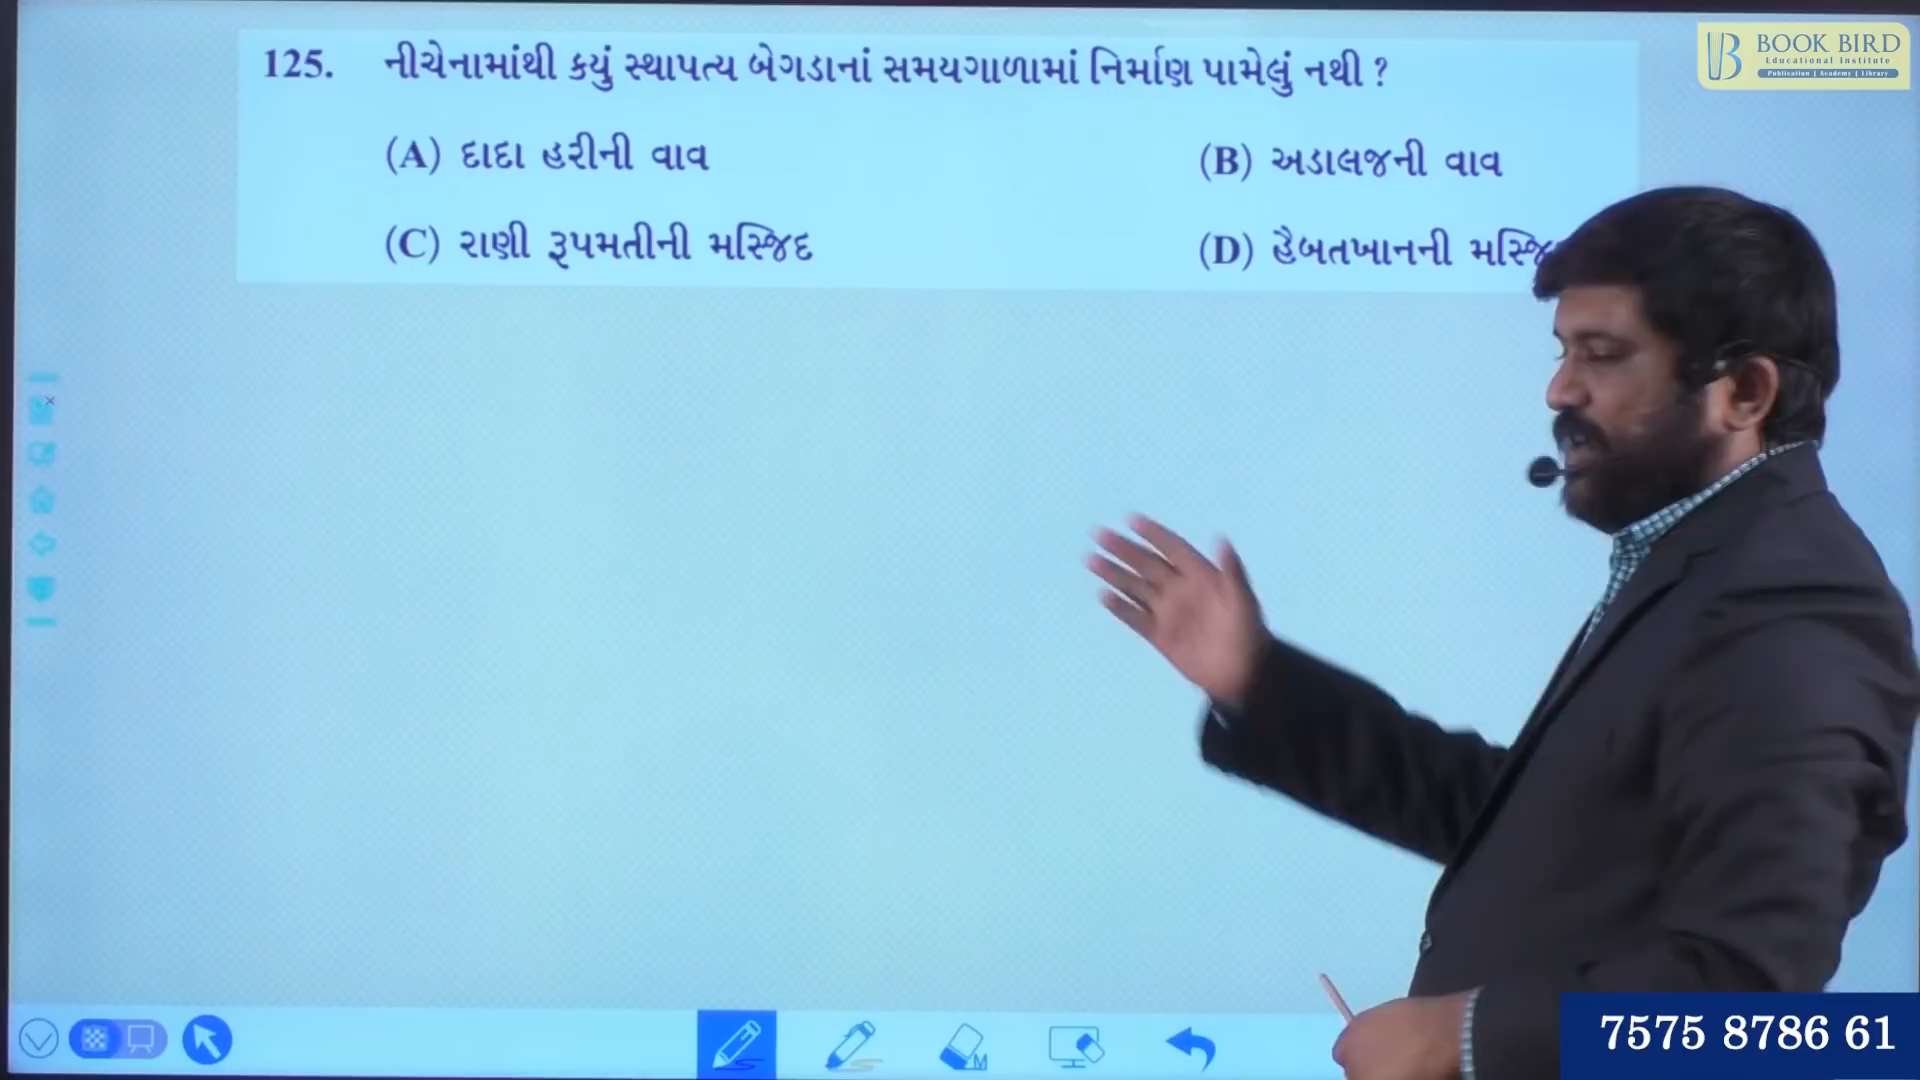 125. નીચેનામાંથી કયું સ્થાપત્ય બેગડાનાં સમયગાળામાં નિર્માણ પામેલું નથી ?
(A) દાદા હરીની વાવ
(B) અડાલજની વાવ
(C) રાણી રૂપમતીની મસ્જિદ
(D) હૈબતખાનની
BOOK BIRD
Educational Institute
Publication | Academy | Library
M
7575 8786 61